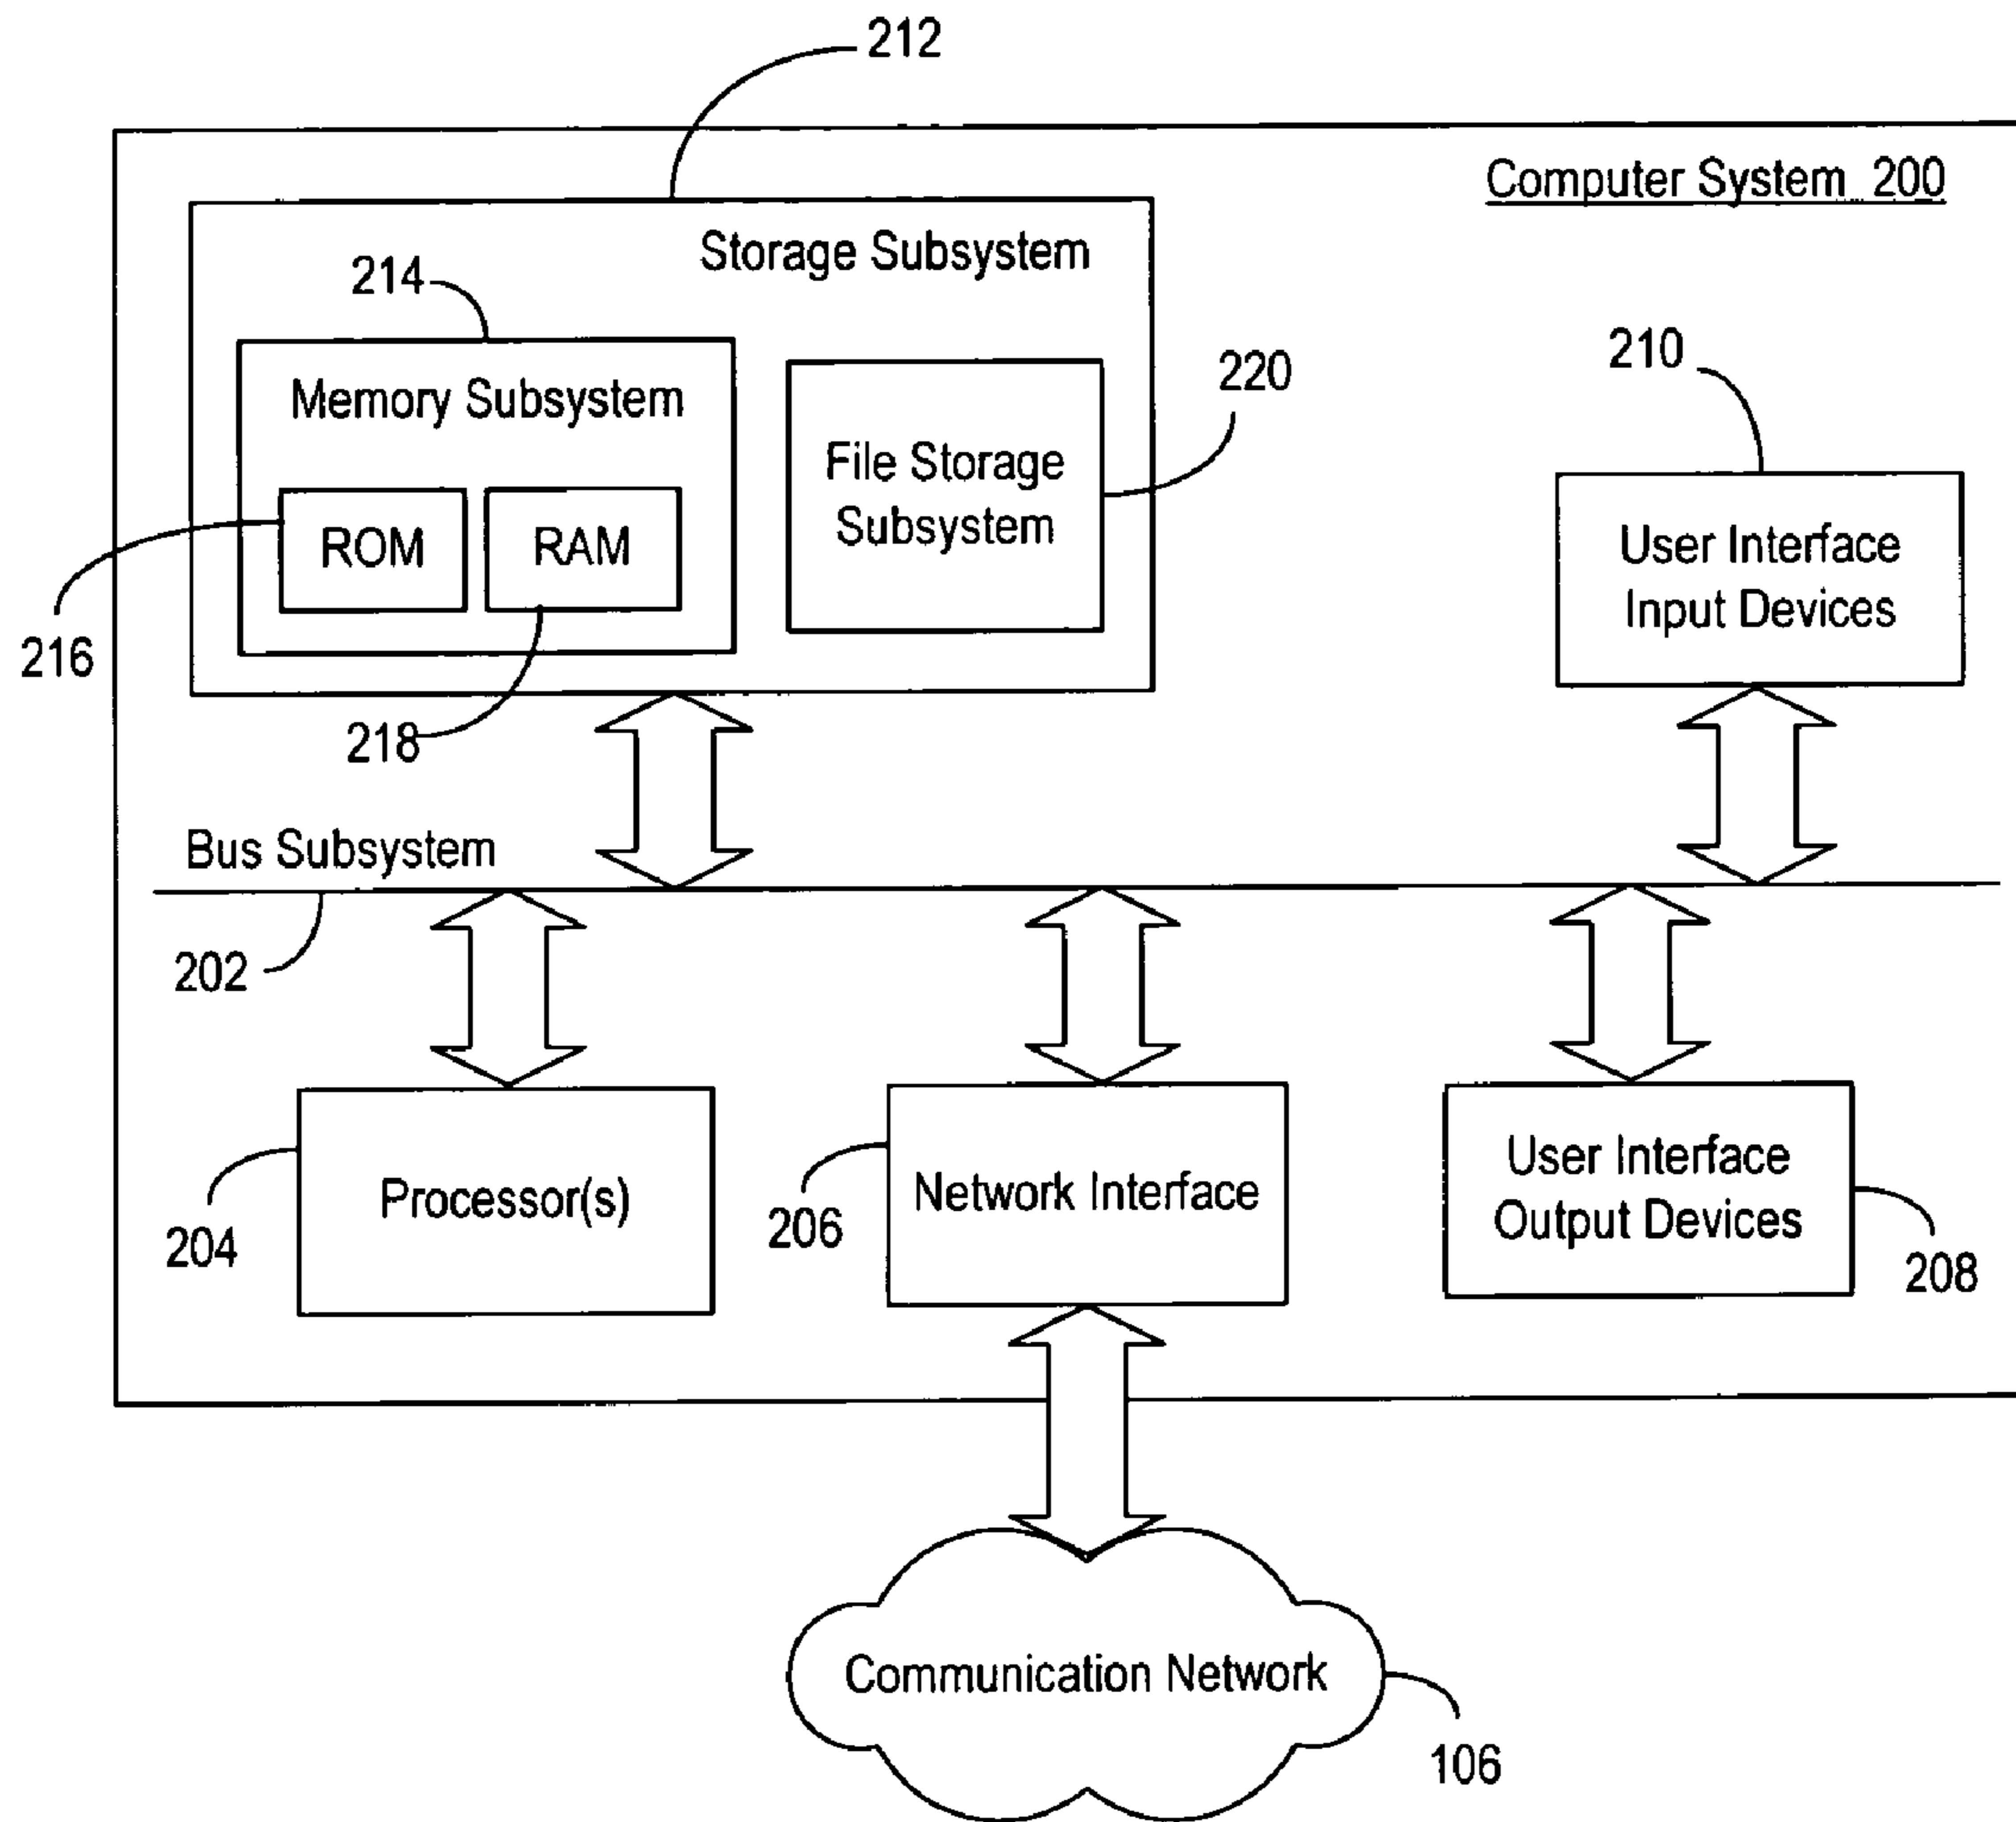 212
Computer System 200
Storage Subsystem
214
Memory Subsystem
220
210
File Storage
Subsystem
ROM
RAM
User Interface
Input Devices
216
218
Bus Subsystem
202
Processor(s)
204
Network Interface
206
User Interface
Output Devices
208
Communication Network
106